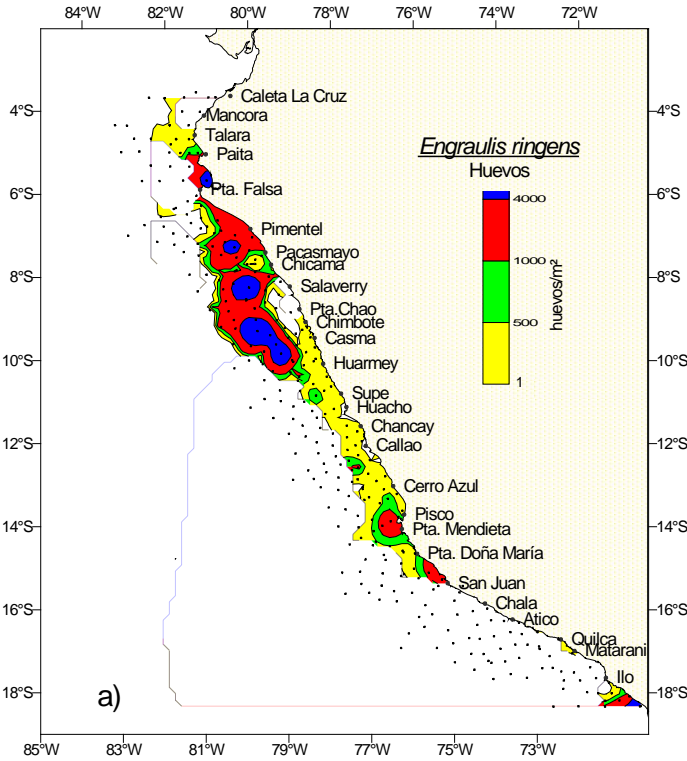 82°W 80°W 78°W 76°W 74°W 72°W
4°S
6°S
8°S
10°S
12°S
14°S
16°S
18°S
Caleta La Cruz
Mancora
Talara
Paita
Pta. Falsa
Pimentel
Pacasmayo
Chicama
Salaverry
Pta.Chao
Chimbote
Casma
Huarmey
Supe
Huacho
Chancay
Callao
Cerro Azul
Pisco
Pta. Mendieta
Pta. Doña María
San Juan
Chala
Atico
Quilca
Matarani
Ilo
Engraulis ringens
Huevos
4000
1000
500
1
huevos/m²
4°S
6°S
8°S
10°S
12°S
14°S
16°S
18°S
a)
85°W 83°W 81°W 79°W 77°W 75°W 73°W